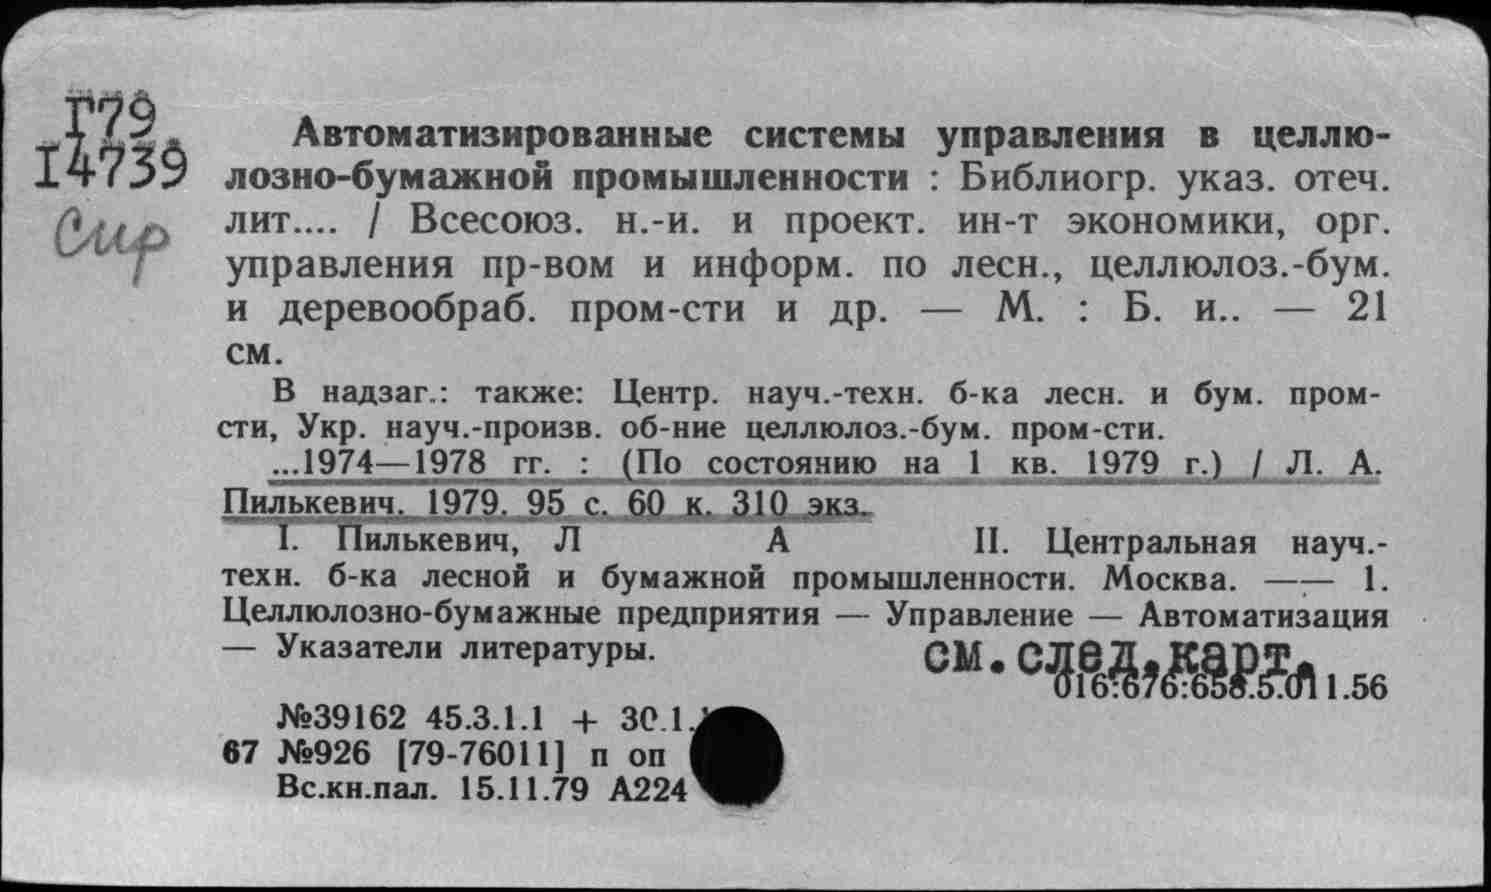 Г79
14739
Сир
Автоматизированные системы управления в целлю-
лозно-бумажной промышленности : Библиогр. указ. отеч.
лит.... / Всесоюз. н.-и. и проект. ин-т экономики, орг.
управления пр-вом и информ. по лесн., целлюлоз.-бум.
и деревообраб. пром-сти и др. — М. : Б. и.. — 21
см.
В надзаг.: также: Центр. науч.-техн. б-ка лесн. и бум. пром-
сти, Укр. науч.-произв. об-ние целлюлоз.-бум. пром-сти.
...1974—1978 гг. : (По состоянию на 1 кв. 1979 г.) / Л. А.
Пилькевич. 1979. 95 с. 60 к. 310 экз.
I. Пилькевич, Л А II. Центральная науч.-
техн. б-ка лесной и бумажной промышленности. Москва. —— 1.
Целлюлозно-бумажные предприятия — Управление — Автоматизация
— Указатели литературы.
см.след.карт.
016:676:658.5.011.56
№39162 45.3.1.1 + 30.1.
67 №926 [79-76011] п оп
Вс.кн.пал. 15.11.79 А224